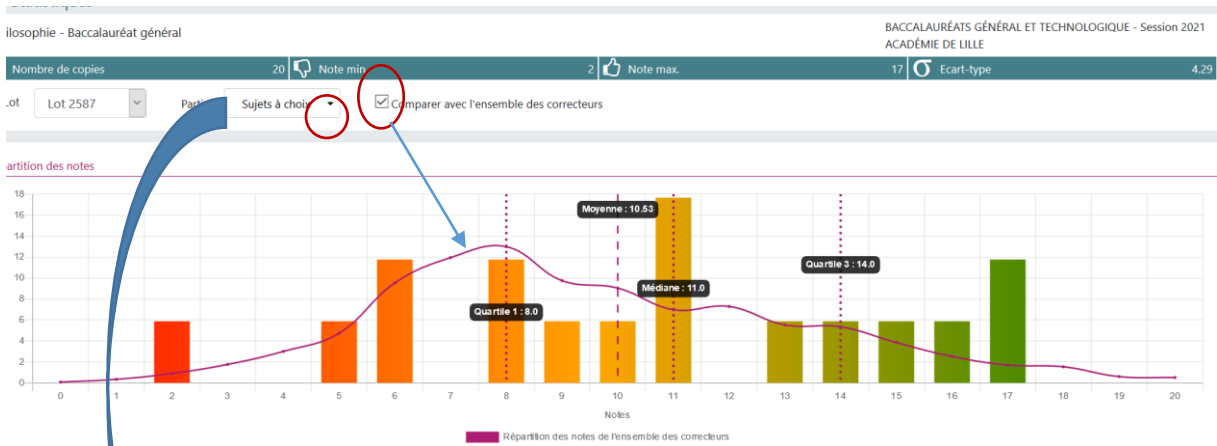 Statistiques
ilosophie - Baccalauréat général
BACCALAURÉATS GÉNÉRAL ET TECHNOLOGIQUE - Session 2021
ACADÉMIE DE LILLE
Nombre de copies 20 Note min 2 Note max. 17 Ecart-type 4.29
ot Lot 2587 Parti Sujets à choix Comparer avec l'ensemble des correcteurs
artition des notes
18
16
14
12
10
8
6
4
2
0
Moyenne : 10.53
Quartile 3 : 14.0
Médiane : 11.0
Quartile 1 : 8.0
0 1 2 3 4 5 6 7 8 9 10 11 12 13 14 15 16 17 18 19 20
Notes
Répartition des notes de l'ensemble des correcteurs